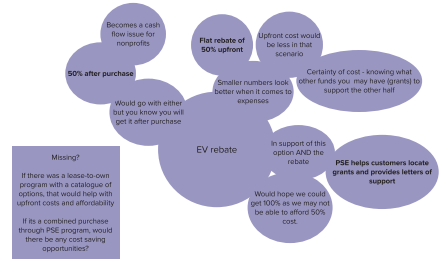 Becomes a cash
flow issue for
nonprofits
50% after purchase
Would go with either
but you know you will
get it after purchase
Flat rebate of
50% upfront
Upfront cost would
be less in that
scenario
Smaller numbers look
better when it comes to
expenses
Certainty of cost - knowing what
other funds you may have (grants) to
support the other half
EV rebate
In support of this
option AND the
rebate
PSE helps customers locate
grants and provides letters of
support
Would hope we could
get 100% as we may not
be able to afford 50%
cost.
Missing?
If there was a lease-to-own
program with a catalogue of
options, that would help with
upfront costs and affordability
If its a combined purchase
through PSE program, would
there be any cost saving
opportunities?